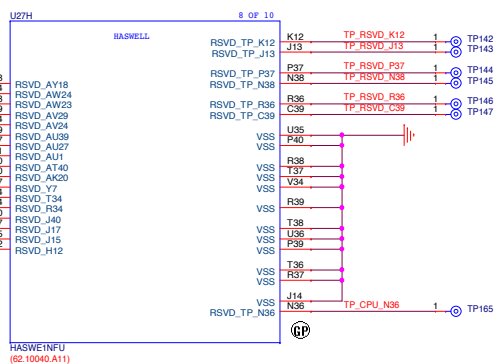 U27H 8 OF 10
HASWELL
RSVD_TP_K12 K12 TP_RSVD_K12 1 TP142
RSVD_TP_J13 J13 TP_RSVD_J13 1 TP143
RSVD_TP_P37 P37 TP_RSVD_P37 1 TP144
RSVD_TP_N38 N38 TP_RSVD_N38 1 TP145
RSVD_TP_R36 R36 TP_RSVD_R36 1 TP146
RSVD_TP_C39 C39 TP_RSVD_C39 1 TP147
RSVD_AY18
RSVD_AW24
RSVD_AW23
RSVD_AV29
RSVD_AV24
RSVD_AU39
RSVD_AU27
RSVD_AU1
RSVD_AT40
RSVD_AK20
RSVD_Y7
RSVD_T34
RSVD_R34
RSVD_J40
RSVD_J17
RSVD_J15
RSVD_H12
VSS U35
VSS P40
VSS R38
VSS T37
VSS V34
VSS R39
VSS T38
VSS U36
VSS P39
VSS T36
VSS R37
VSS J14
RSVD_TP_N36 N36 TP_CPU_N36 1 TP165
GP
HASWE1NFU
(62.10040.A11)